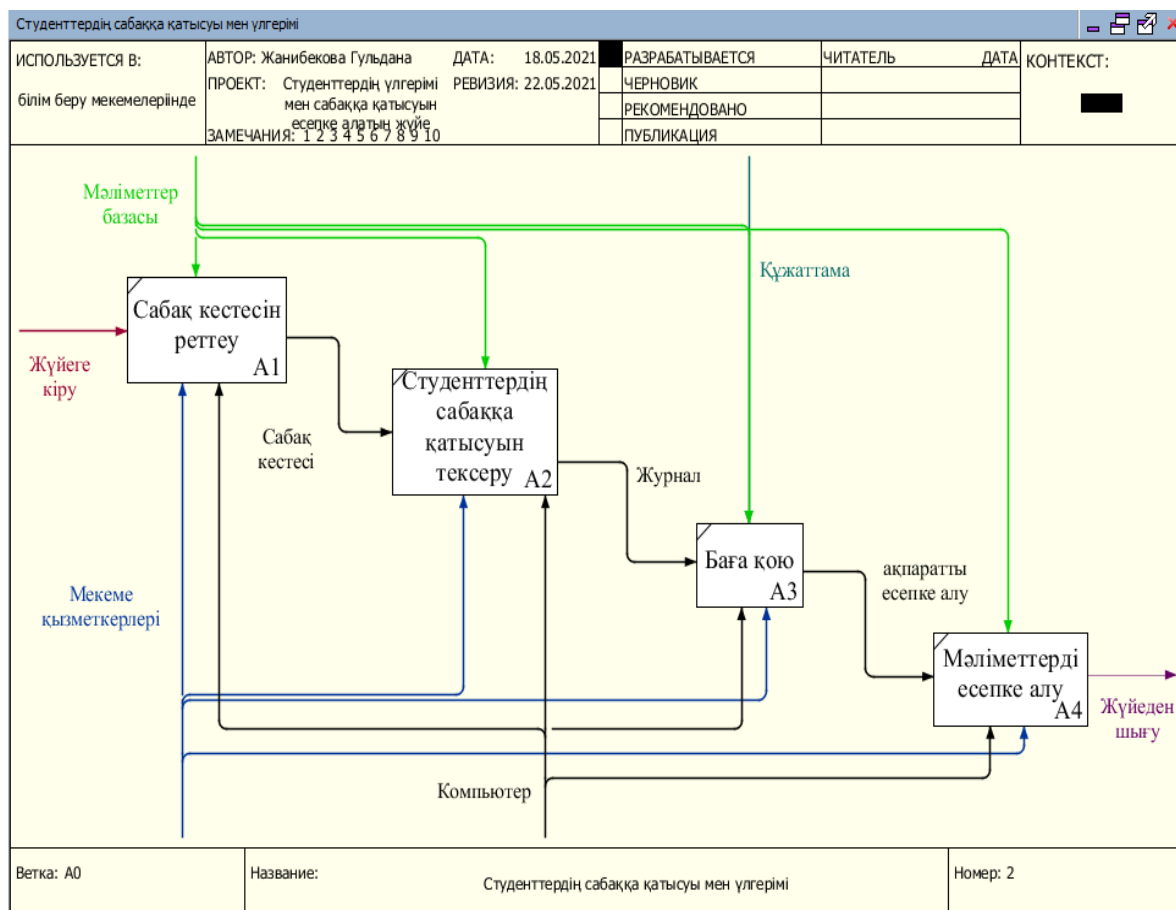 Студенттердің сабаққа қатысуы мен үлгерімі
ИСПОЛЬЗУЕТСЯ В:
білім беру мекемелеріінде
АВТОР: Жанибекова Гульдана
ДАТА: 18.05.2021
ПРОЕКТ: Студенттердің үлгерімі
мен сабаққа қатысуын
есепке алатын жүйе
РЕВИЗИЯ: 22.05.2021
ЗАМЕЧАНИЯ: 1 2 3 4 5 6 7 8 9 10
РАЗРАБАТЫВАЕТСЯ
ЧЕРНОВИК
РЕКОМЕНДОВАНО
ПУБЛИКАЦИЯ
ЧИТАТЕЛЬ
ДАТА
КОНТЕКСТ:
Мәліметтер
базасы
Құжаттама
Сабақ кестесін
реттеу
A1
Жүйеге
кіру
Студенттердің
сабаққа
қатысуын
тексеру
A2
Сабақ
кестесі
Журнал
Баға қою
A3
ақпаратты
есепке алу
Мекеме
қызметкерлері
Мәліметтерді
есепке алу
A4
Жүйеден
шығу
Компьютер
Ветка: A0
Название:
Студенттердің сабаққа қатысуы мен үлгерімі
Номер: 2